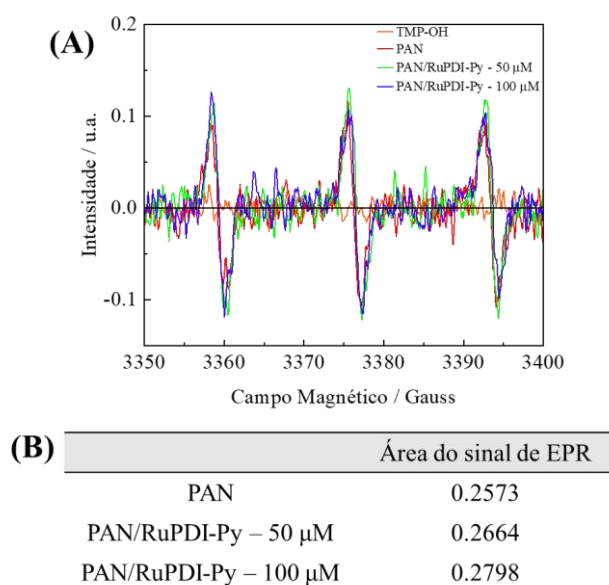 (A)
0.2
0.1
0.0
-0.1
Intensidade / u.a.
TMP-OH
PAN
PAN/RuPDI-Py - 50 µM
PAN/RuPDI-Py - 100 µM
3350 3360 3370 3380 3390 3400
Campo Magnético / Gauss
(B)
Área do sinal de EPR
PAN 0.2573
PAN/RuPDI-Py – 50 µM 0.2664
PAN/RuPDI-Py – 100 µM 0.2798